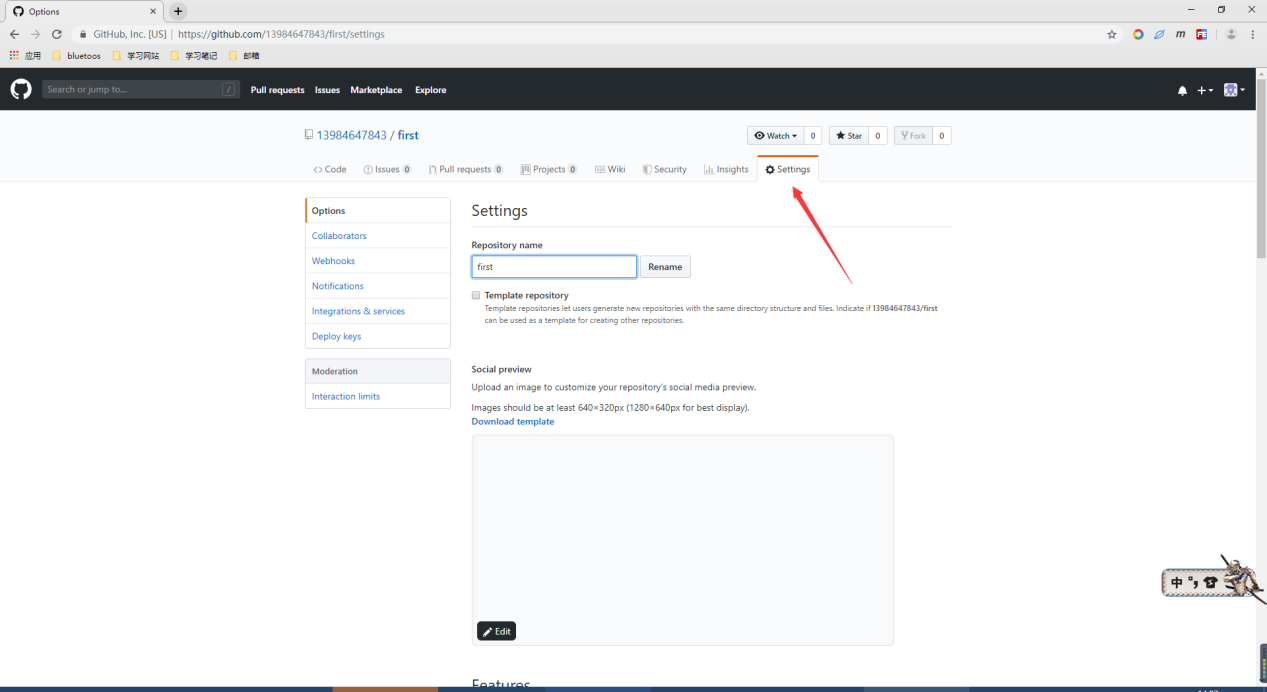 Options
GitHub, Inc. [US] | https://github.com/13984647843/first/settings
应用 bluetoos 学习网站 学习笔记 邮箱
Search or jump to... / Pull requests Issues Marketplace Explore
13984647843 / first Watch 0 Star 0 Fork 0
Code Issues 0 Pull requests 0 Projects 0 Wiki Security Insights Settings
Options
Collaborators
Webhooks
Notifications
Integrations & services
Deploy keys
Moderation
Interaction limits
Settings
Repository name
first Rename
Template repository
Template repositories let users generate new repositories with the same directory structure and files. Indicate if 13984647843/first
can be used as a template for creating other repositories.
Social preview
Upload an image to customize your repository's social media preview.
Images should be at least 640×320px (1280×640px for best display).
Download template
Edit
Features
中